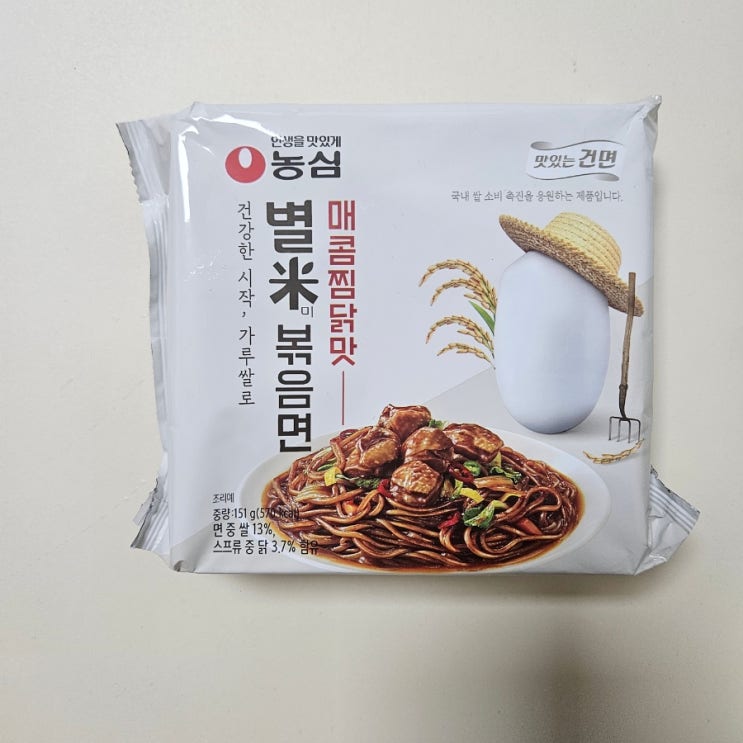 인생을 맛있게
농심
맛있는 건면
국내 쌀 소비 촉진을 응원하는 제품입니다.
매콤찜닭맛
별米 볶음면
미
건강한 시작, 가루쌀로
조리예
중량:151 g(570 kcal)
면 중 쌀 13%,
스프류 중 닭 3.7% 함유